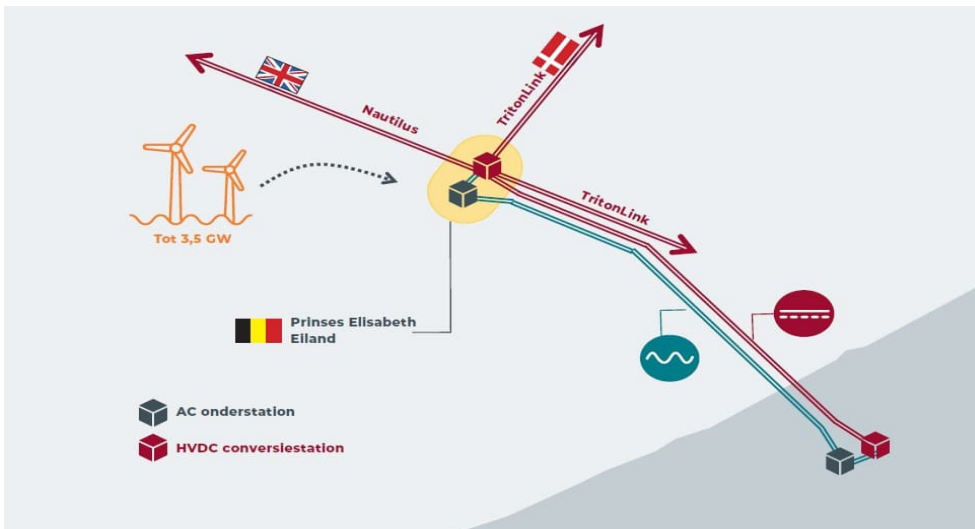 Nautilus
TritonLink
TritonLink
Tot 3,5 GW
Prinses Elisabeth
Eiland
AC onderstation
HVDC conversiestation